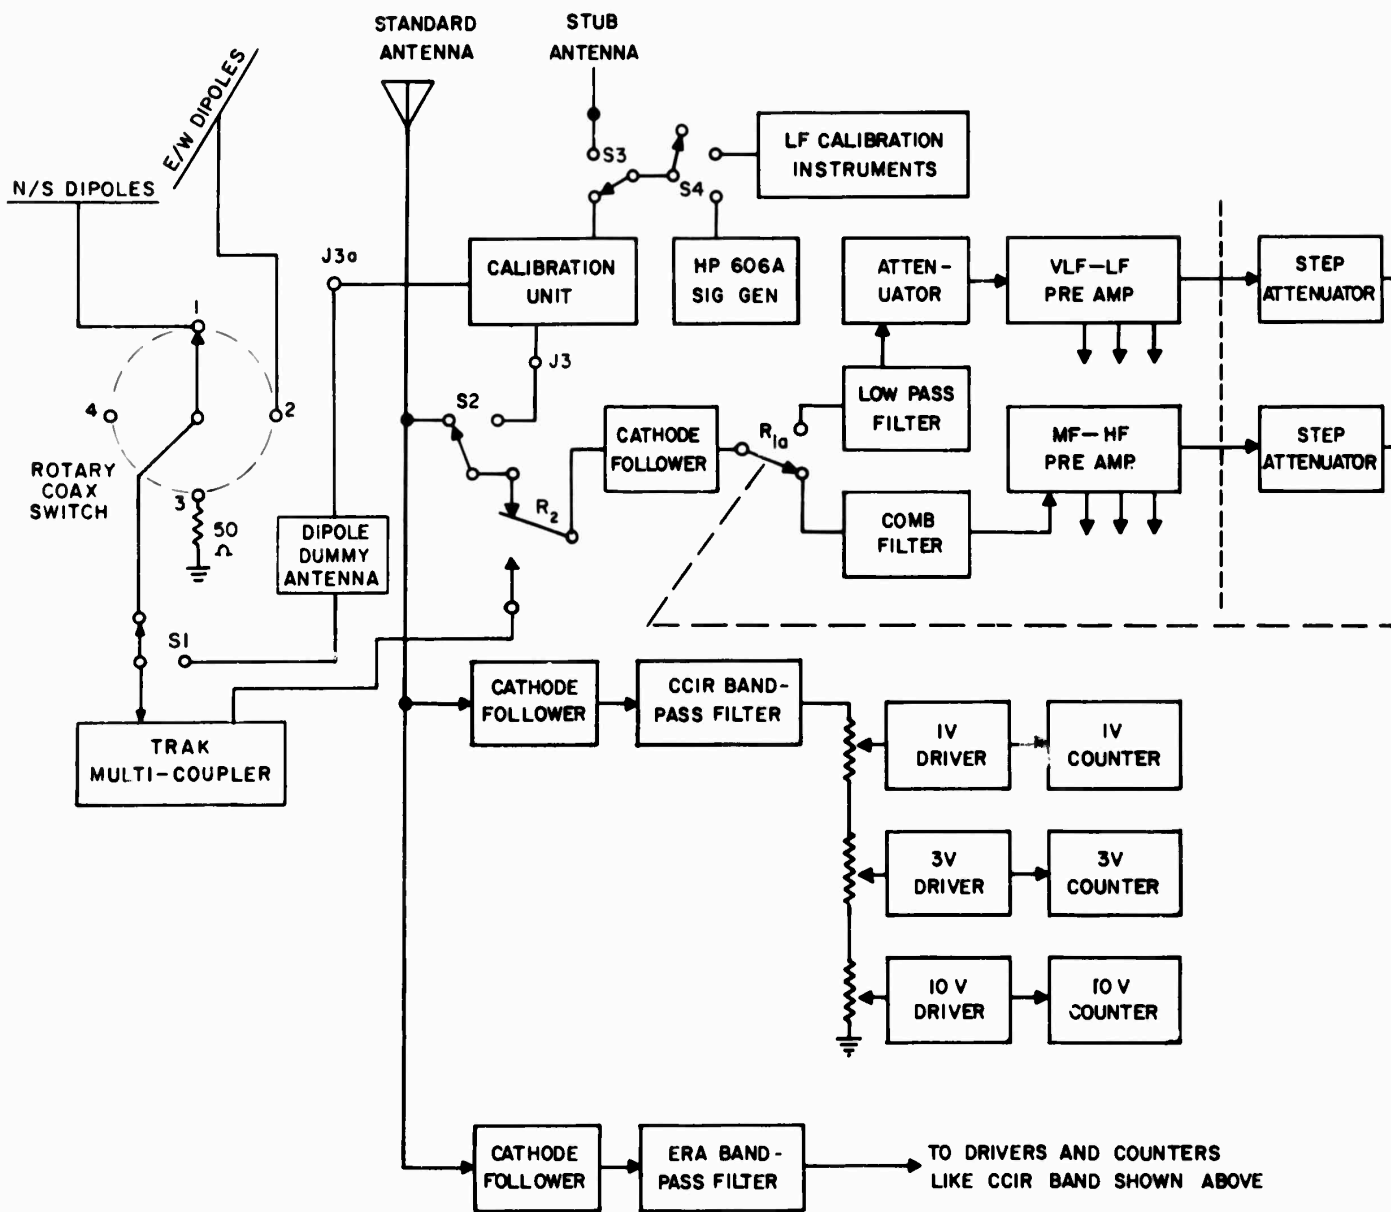 STANDARD
ANTENNA
STUB
ANTENNA
E/W DIPOLES
N/S DIPOLES
S3
S4
LF CALIBRATION
INSTRUMENTS
J3a
CALIBRATION
UNIT
HP 606A
SIG GEN
ATTEN-
UATOR
VLF-LF
PRE AMP
STEP
ATTENUATOR
1
4
2
3
ROTARY
COAX
SWITCH
50
Ω
J3
S2
R2
CATHODE
FOLLOWER
R1a
LOW PASS
FILTER
MF-HF
PRE AMP
STEP
ATTENUATOR
COMB
FILTER
DIPOLE
DUMMY
ANTENNA
S1
TRAK
MULTI-COUPLER
CATHODE
FOLLOWER
CCIR BAND-
PASS FILTER
1V
DRIVER
1V
COUNTER
3V
DRIVER
3V
COUNTER
10 V
DRIVER
10 V
COUNTER
CATHODE
FOLLOWER
ERA BAND-
PASS FILTER
TO DRIVERS AND COUNTERS
LIKE CCIR BAND SHOWN ABOVE